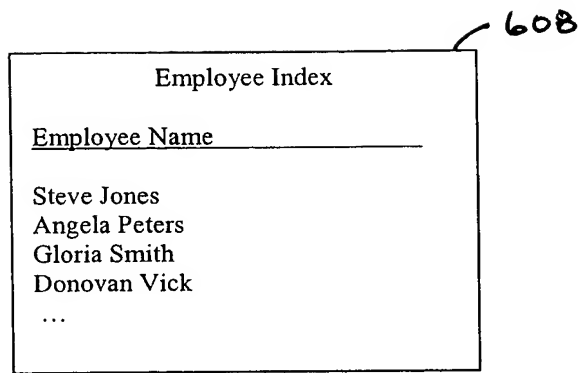 608
Employee Index
Employee Name
Steve Jones
Angela Peters
Gloria Smith
Donovan Vick
...